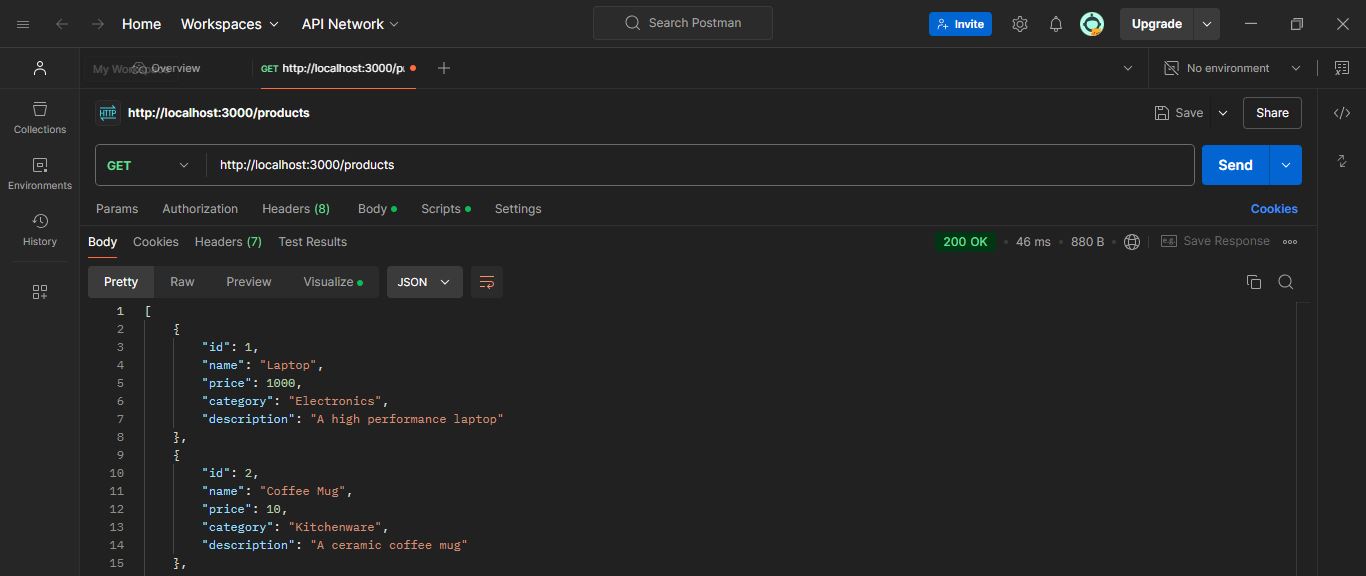 Home Workspaces API Network Search Postman Invite Upgrade
My Workspace Overview GET http://localhost:3000/p No environment
HTTP http://localhost:3000/products Save Share
Collections
GET http://localhost:3000/products Send
Environments
Params Authorization Headers (8) Body Scripts Settings Cookies
History
Body Cookies Headers (7) Test Results 200 OK • 46 ms • 880 B • e.g. Save Response
Pretty Raw Preview Visualize JSON
1 [
2 {
3 "id": 1,
4 "name": "Laptop",
5 "price": 1000,
6 "category": "Electronics",
7 "description": "A high performance laptop"
8 },
9 {
10 "id": 2,
11 "name": "Coffee Mug",
12 "price": 10,
13 "category": "Kitchenware",
14 "description": "A ceramic coffee mug"
15 },